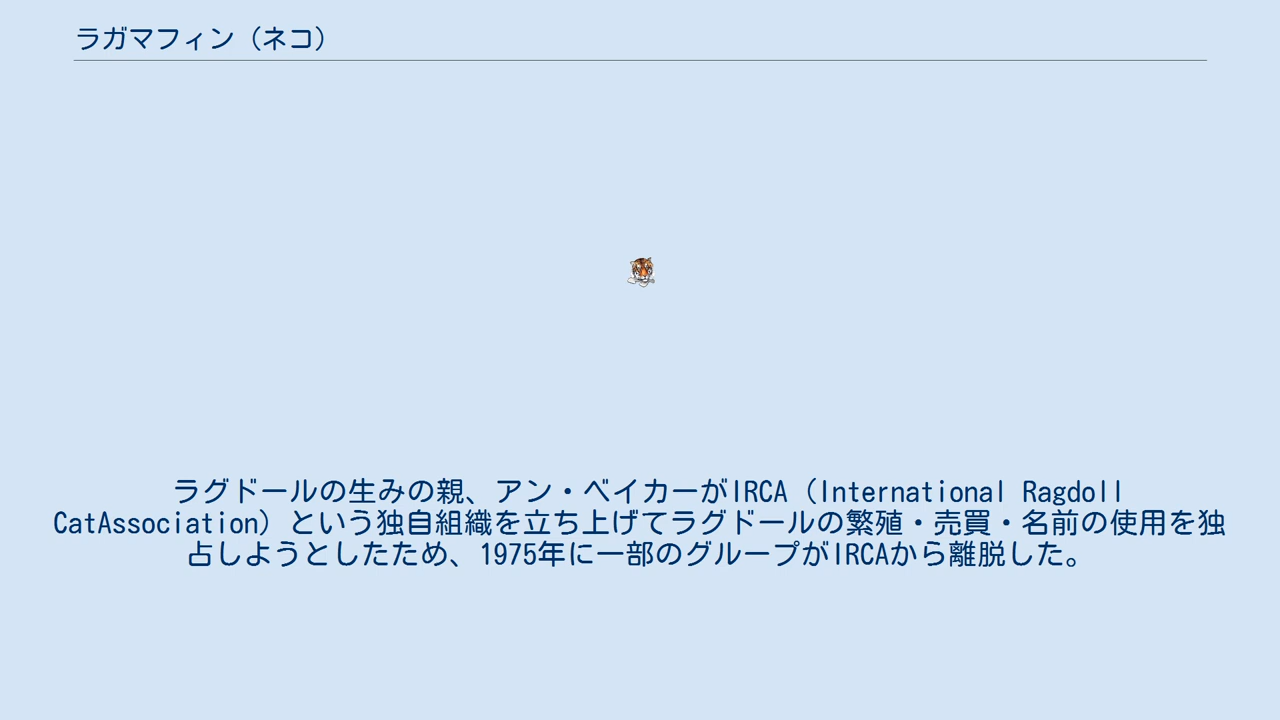 ラガマフィン（ネコ）
ラグドールの生みの親、アン・ベイカーがIRCA（International Ragdoll
CatAssociation）という独自組織を立ち上げてラグドールの繁殖・売買・名前の使用を独
占しようとしたため、1975年に一部のグループがIRCAから離脱した。